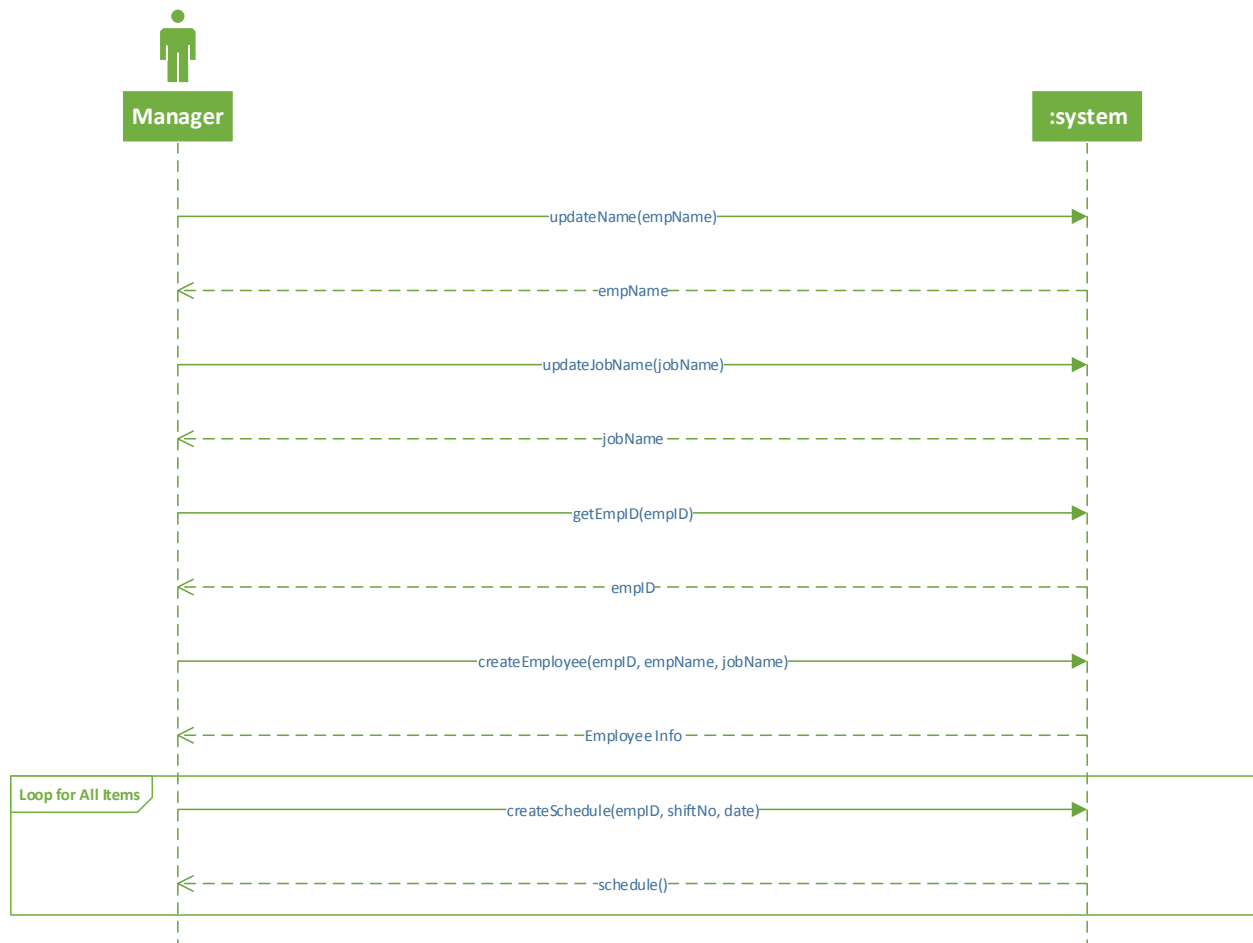 Manager
:system
updateName(empName)
empName
updateJobName(jobName)
jobName
getEmpID(empID)
empID
createEmployee(empID, empName, jobName)
Employee Info
Loop for All Items
createSchedule(empID, shiftNo, date)
schedule()